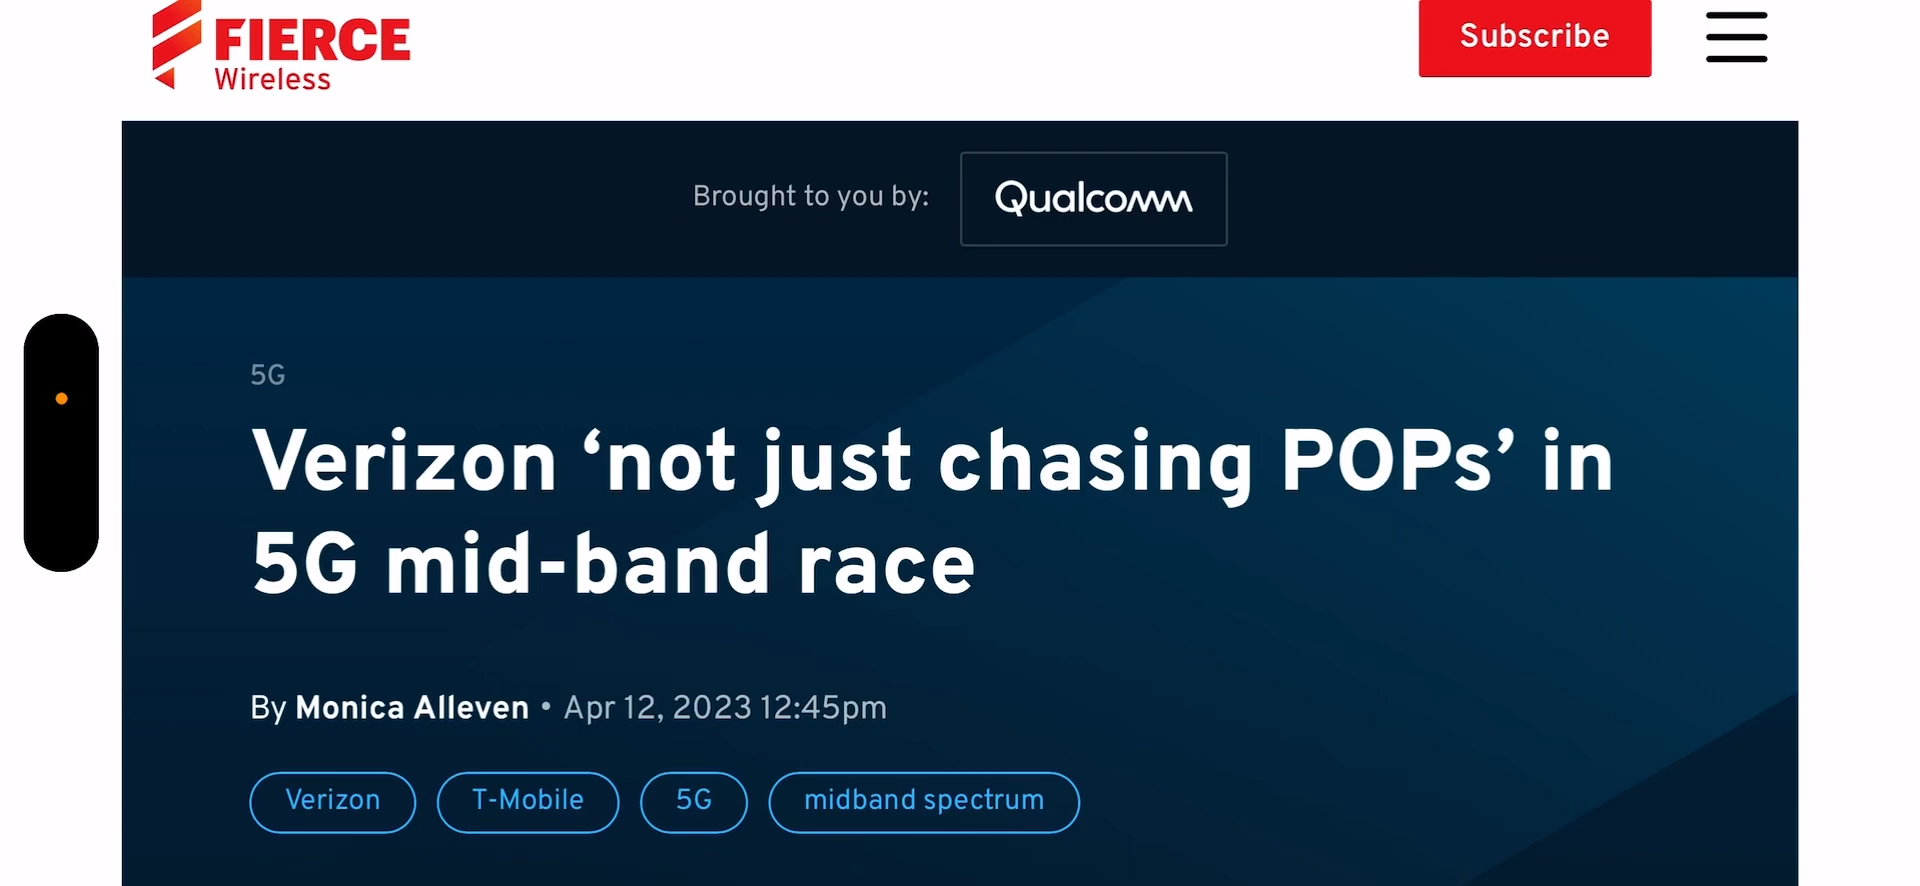 FIERCE
Wireless
Subscribe
Brought to you by:
Qualcomm
5G
Verizon ‘not just chasing POPs’ in
5G mid-band race
By Monica Alleven • Apr 12, 2023 12:45pm
Verizon
T-Mobile
5G
midband spectrum